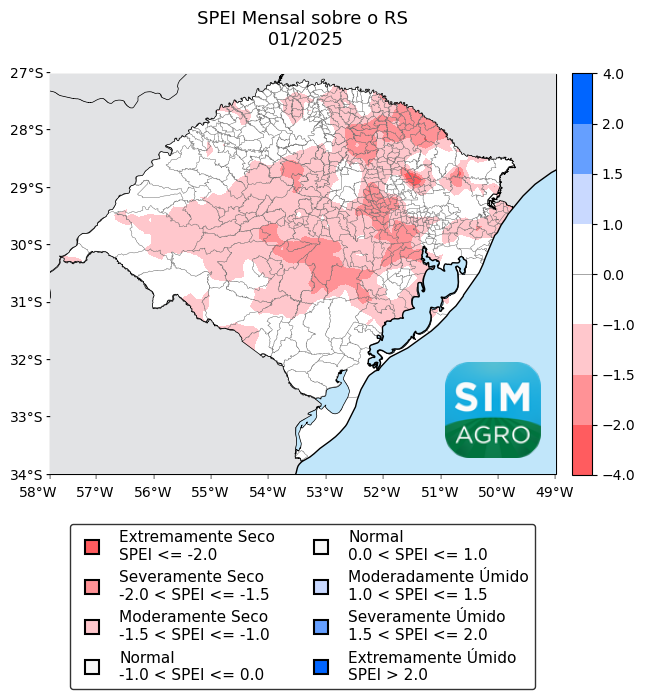 SPEI Mensal sobre o RS
01/2025
27°S
28°S
29°S
30°S
31°S
32°S
33°S
34°S
58°W 57°W 56°W 55°W 54°W 53°W 52°W 51°W 50°W 49°W
4.0
2.0
1.5
1.0
0.0
−1.0
−1.5
−2.0
−4.0
SIM
AGRO
Extremamente Seco
SPEI <= -2.0
Severamente Seco
-2.0 < SPEI <= -1.5
Moderamente Seco
-1.5 < SPEI <= -1.0
Normal
-1.0 < SPEI <= 0.0
Normal
0.0 < SPEI <= 1.0
Moderadamente Úmido
1.0 < SPEI <= 1.5
Severamente Úmido
1.5 < SPEI <= 2.0
Extremamente Úmido
SPEI > 2.0